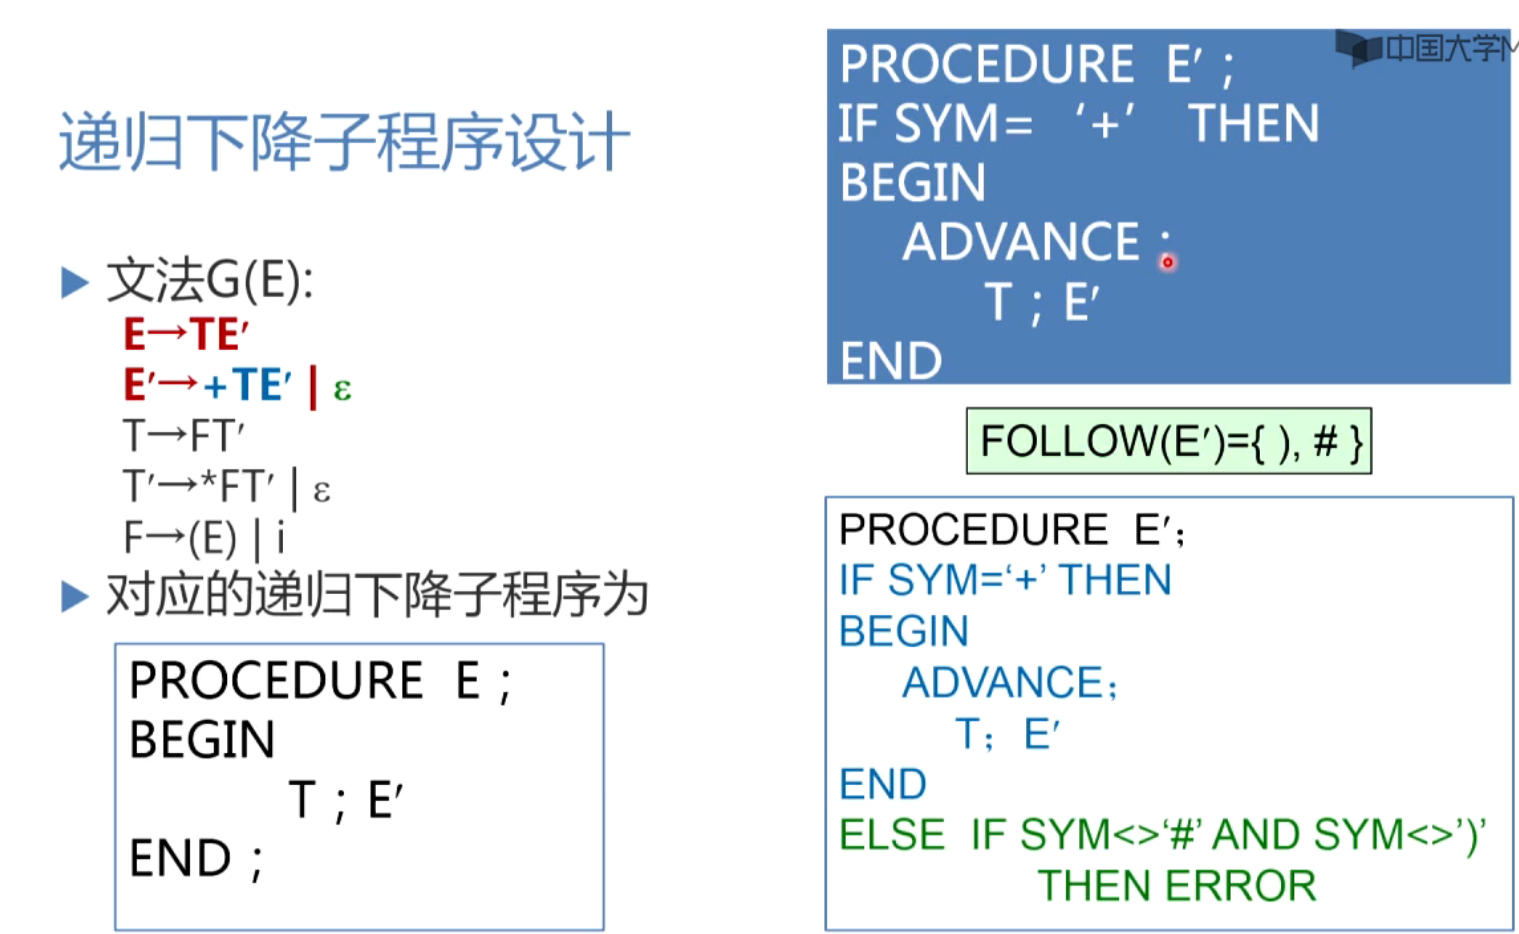 递归下降子程序设计
▶ 文法G(E):
E→TE′
E′→+TE′ | ε
T→FT′
T′→*FT′ | ε
F→(E) | i
▶ 对应的递归下降子程序为
PROCEDURE E ;
BEGIN
T ; E′
END ;
中国大学M
PROCEDURE E′ ;
IF SYM= ‘+’ THEN
BEGIN
ADVANCE ;
T ; E′
END
FOLLOW(E′)={ ), # }
PROCEDURE E′;
IF SYM=‘+’ THEN
BEGIN
ADVANCE;
T; E′
END
ELSE IF SYM<>‘#’ AND SYM<>’)’
THEN ERROR